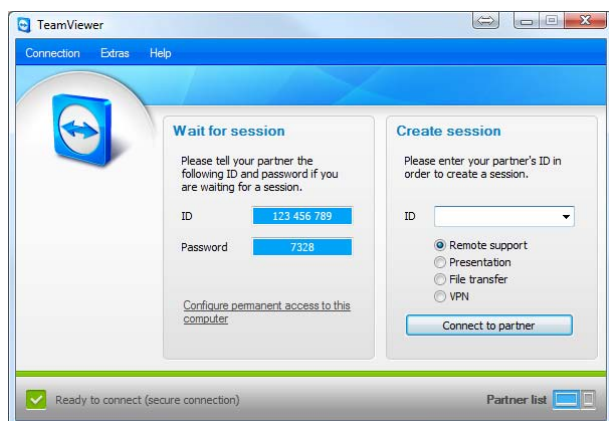 TeamViewer
Connection Extras Help
Wait for session
Please tell your partner the
following ID and password if you
are waiting for a session.
ID 123 456 789
Password 7328
Configure permanent access to this
computer
Create session
Please enter your partner's ID in
order to create a session.
ID
Remote support
Presentation
File transfer
VPN
Connect to partner
Ready to connect (secure connection)
Partner list